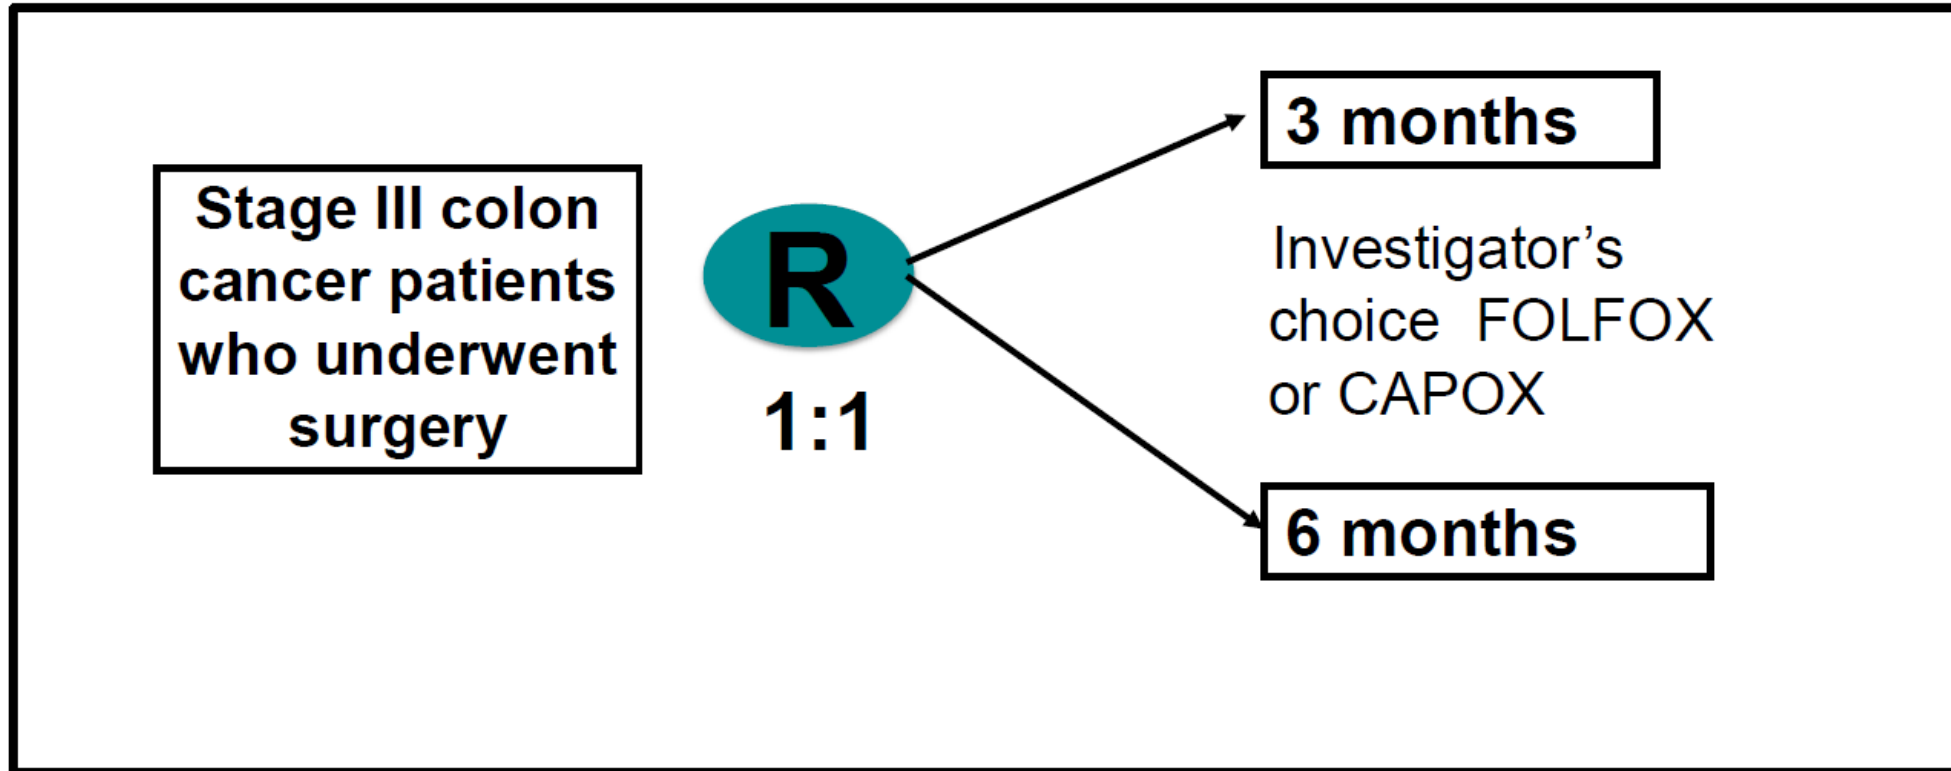 Stage III colon
cancer patients
who underwent
surgery
R
1:1
3 months
Investigator’s
choice FOLFOX
or CAPOX
6 months